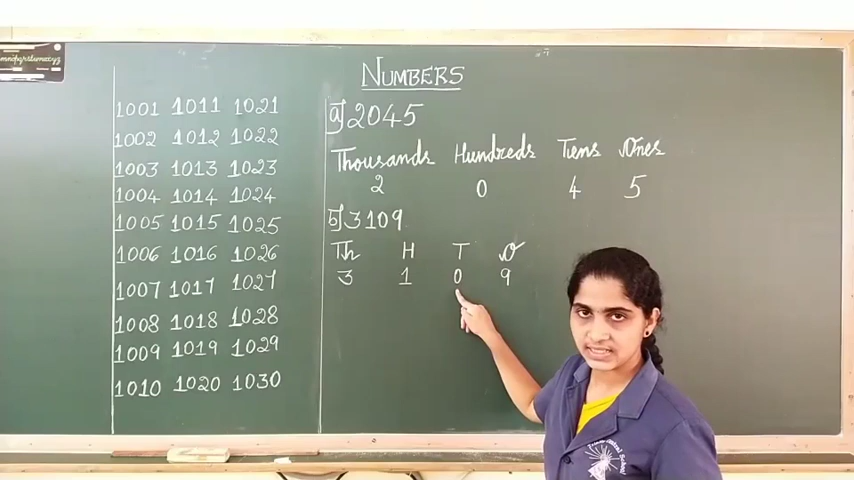 mnopqrstuvwxyz
NUMBERS
1001 1011 1021
1002 1012 1022
1003 1013 1023
1004 1014 1024
1005 1015 1025
1006 1016 1026
1007 1017 1027
1008 1018 1028
1009 1019 1029
1010 1020 1030
a] 2045
Thousands Hundreds Tens Ones
2 0 4 5
b] 3109
Th H T O
3 1 0 9
School